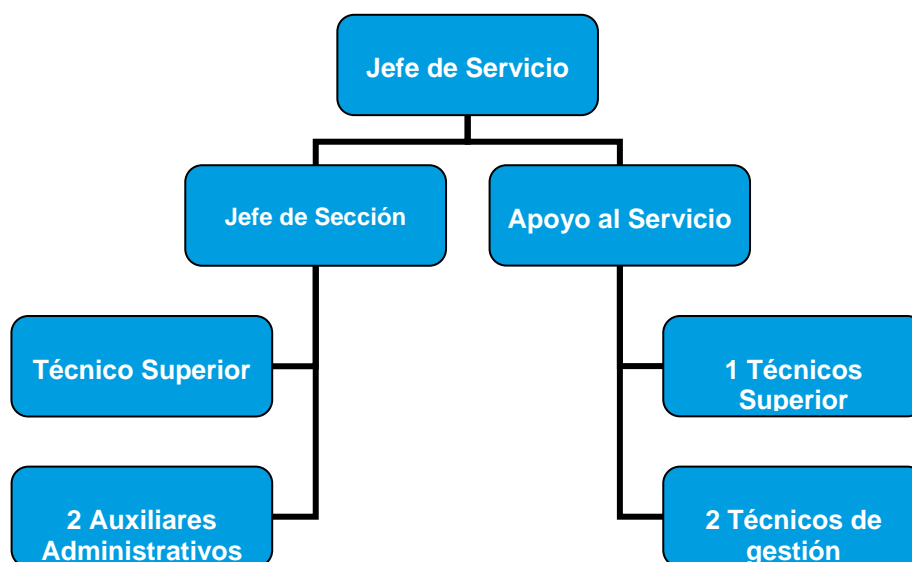 Jefe de Servicio
Jefe de Sección
Apoyo al Servicio
Técnico Superior
1 Técnicos
Superior
2 Auxiliares
Administrativos
2 Técnicos de
gestión